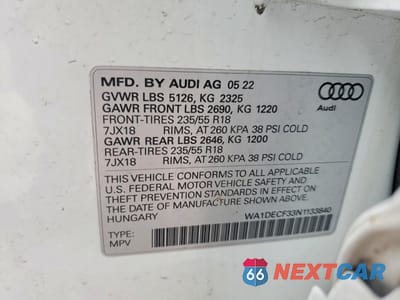 MFD. BY AUDI AG 05 22
GVWR LBS 5126, KG 2325
GAWR FRONT LBS 2690, KG 1220
FRONT-TIRES 235/55 R18
7JX18 RIMS, AT 260 KPA 38 PSI COLD
GAWR REAR LBS 2646, KG 1200
REAR-TIRES 235/55 R18
7JX18 RIMS, AT 260 KPA 38 PSI COLD
Audi
THIS VEHICLE CONFORMS TO ALL APPLICABLE
U.S. FEDERAL MOTOR VEHICLE SAFETY AND
THEFT PREVENTION STANDARDS IN EFFECT ON
THE DATE OF MANUFACTURE SHOWN ABOVE.
HUNGARY
WA1DECF33N1133840
TYPE:
MPV
66 NEXTCAR